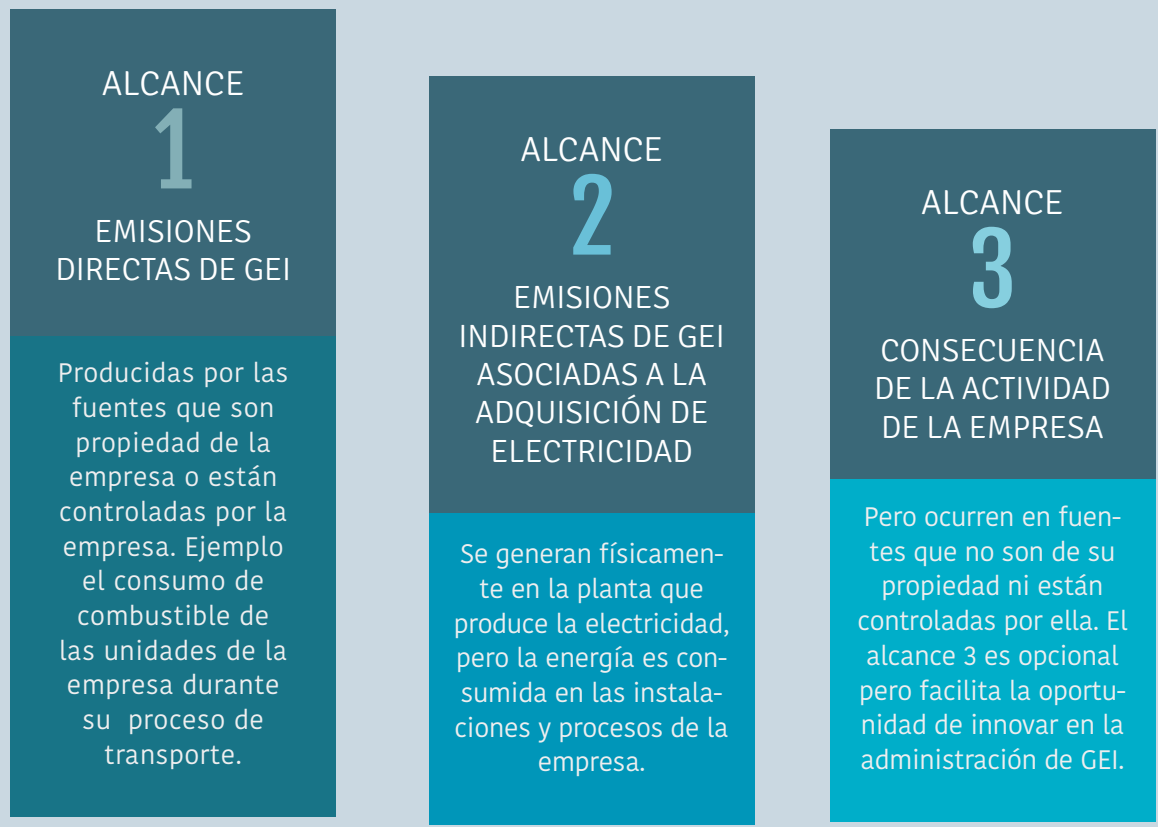 ALCANCE
1
EMISIONES
DIRECTAS DE GEI
Producidas por las
fuentes que son
propiedad de la
empresa o están
controladas por la
empresa. Ejemplo
el consumo de
combustible de
las unidades de la
empresa durante
su proceso de
transporte.
ALCANCE
2
EMISIONES
INDIRECTAS DE GEI
ASOCIADAS A LA
ADQUISICIÓN DE
ELECTRICIDAD
Se generan físicamen-
te en la planta que
produce la electricidad,
pero la energía es con-
sumida en las instala-
ciones y procesos de la
empresa.
ALCANCE
3
CONSECUENCIA
DE LA ACTIVIDAD
DE LA EMPRESA
Pero ocurren en fuen-
tes que no son de su
propiedad ni están
controladas por ella. El
alcance 3 es opcional
pero facilita la oportu-
nidad de innovar en la
administración de GEI.